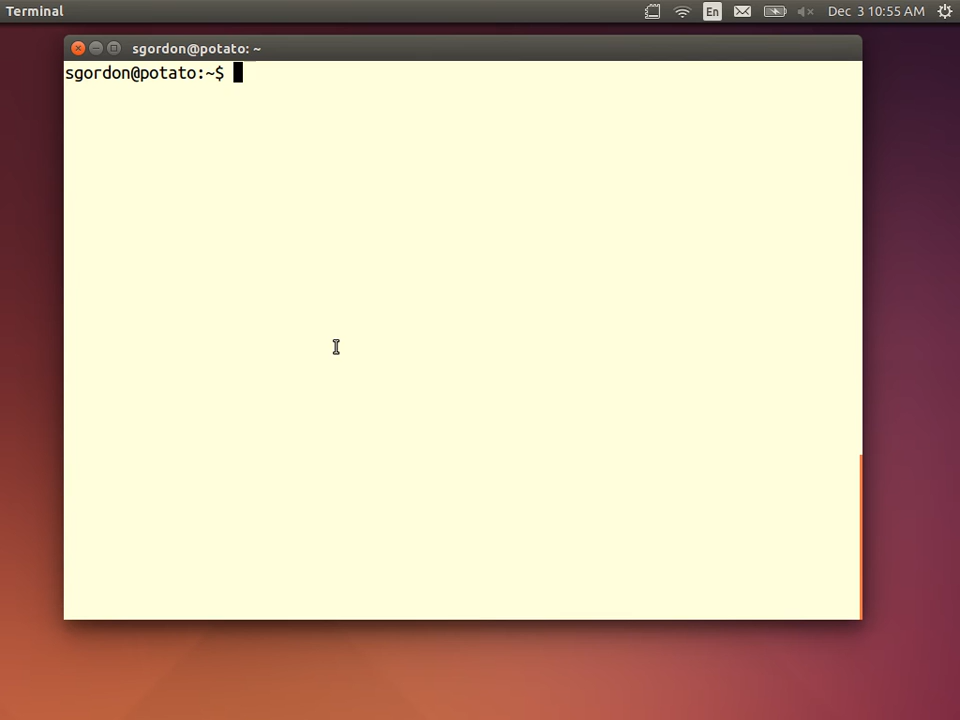 Terminal
En
Dec 3 10:55 AM
sgordon@potato: ~
sgordon@potato:~$